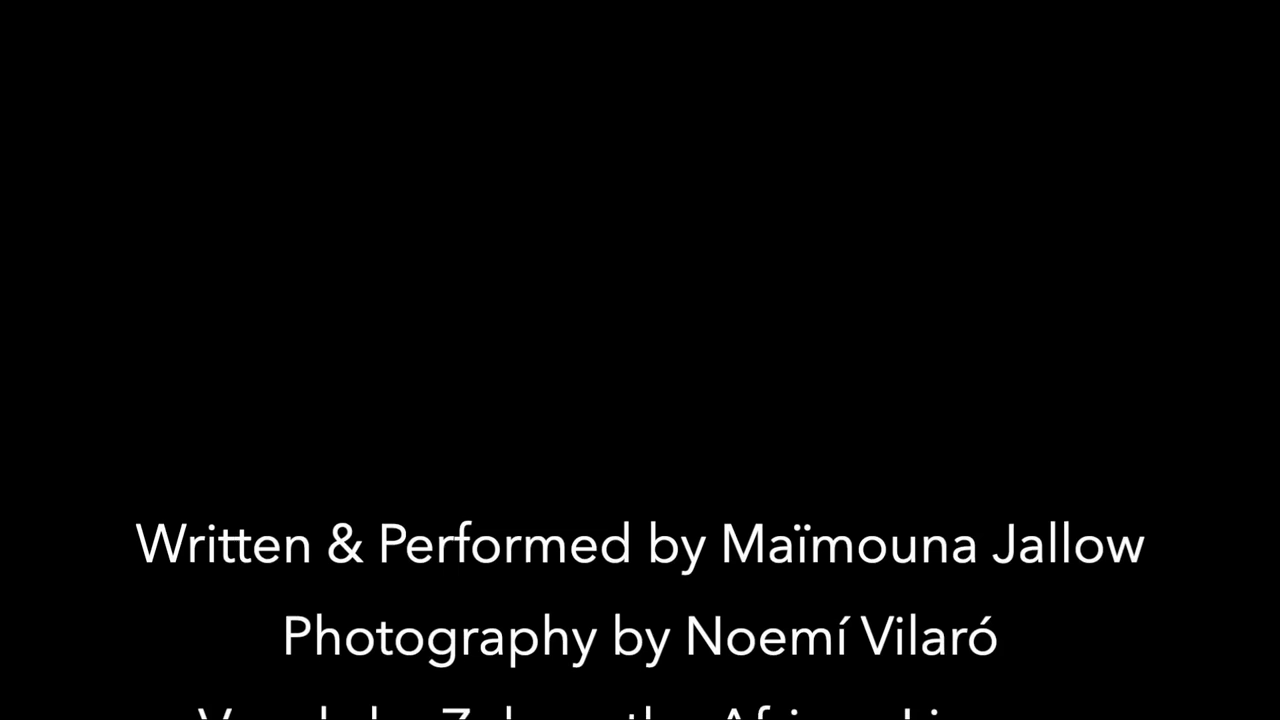 Written & Performed by Maïmouna Jallow
Photography by Noemí Vilaró